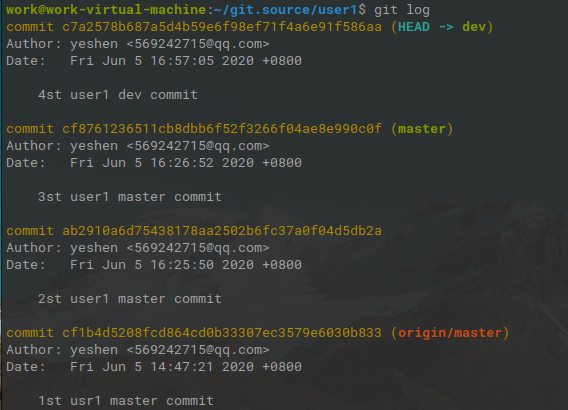 work@work-virtual-machine:~/git.source/user1$ git log
commit c7a2578b687a5d4b59e6f98ef71f4a6e91f586aa (HEAD -> dev)
Author: yeshen <569242715@qq.com>
Date:   Fri Jun 5 16:57:05 2020 +0800
    4st user1 dev commit
commit cf8761236511cb8dbb6f52f3266f04ae8e990c0f (master)
Author: yeshen <569242715@qq.com>
Date:   Fri Jun 5 16:26:52 2020 +0800
    3st user1 master commit
commit ab2910a6d75438178aa2502b6fc37a0f04d5db2a
Author: yeshen <569242715@qq.com>
Date:   Fri Jun 5 16:25:50 2020 +0800
    2st user1 master commit
commit cf1b4d5208fcd864cd0b33307ec3579e6030b833 (origin/master)
Author: yeshen <569242715@qq.com>
Date:   Fri Jun 5 14:47:21 2020 +0800
    1st usr1 master commit